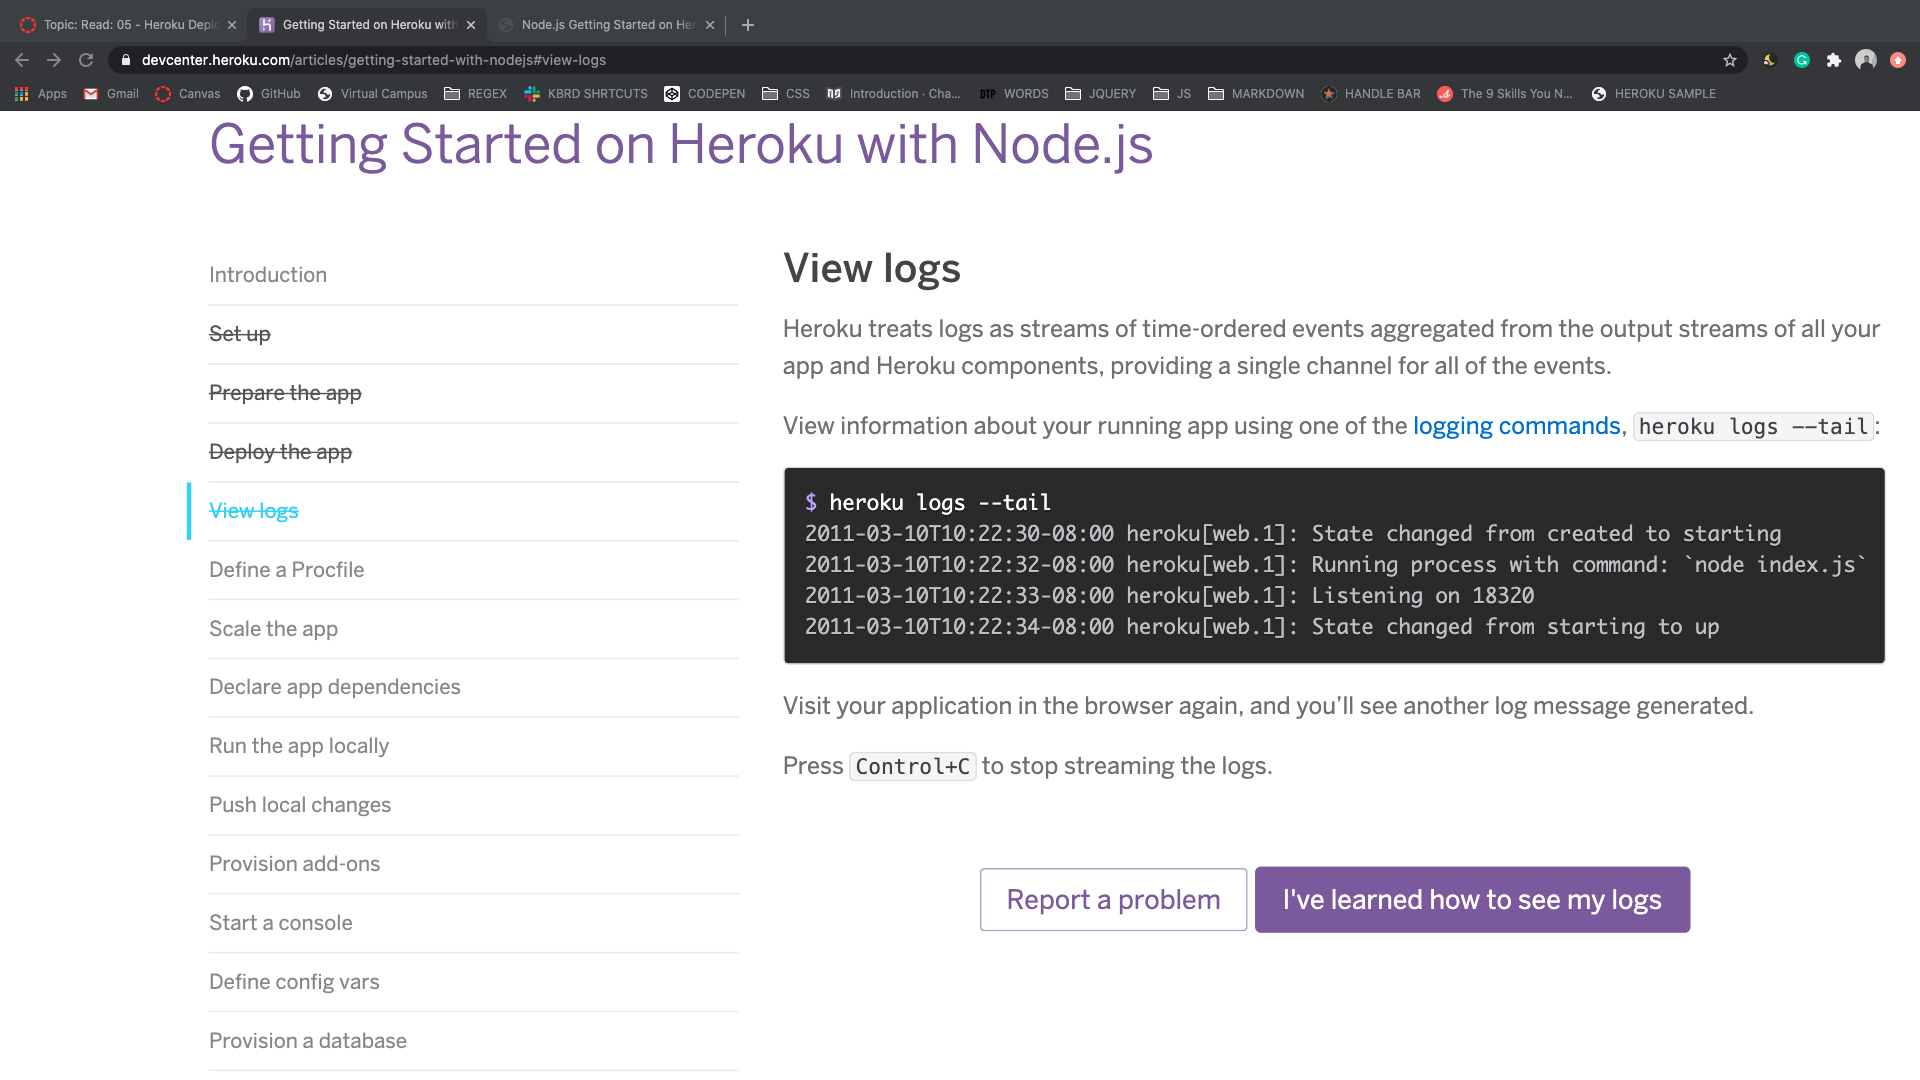 Topic: Read: 05 - Heroku Deplo
Getting Started on Heroku with
Node.js Getting Started on Her
devcenter.heroku.com/articles/getting-started-with-nodejs#view-logs
Apps Gmail Canvas GitHub Virtual Campus REGEX KBRD SHRTCUTS CODEPEN CSS Introduction · Cha... DTP WORDS JQUERY JS MARKDOWN HANDLE BAR The 9 Skills You N... HEROKU SAMPLE
Getting Started on Heroku with Node.js
Introduction
Set up
Prepare the app
Deploy the app
View logs
Define a Procfile
Scale the app
Declare app dependencies
Run the app locally
Push local changes
Provision add-ons
Start a console
Define config vars
Provision a database
View logs
Heroku treats logs as streams of time-ordered events aggregated from the output streams of all your
app and Heroku components, providing a single channel for all of the events.
View information about your running app using one of the logging commands, heroku logs --tail:
$ heroku logs --tail
2011-03-10T10:22:30-08:00 heroku[web.1]: State changed from created to starting
2011-03-10T10:22:32-08:00 heroku[web.1]: Running process with command: `node index.js`
2011-03-10T10:22:33-08:00 heroku[web.1]: Listening on 18320
2011-03-10T10:22:34-08:00 heroku[web.1]: State changed from starting to up
Visit your application in the browser again, and you’ll see another log message generated.
Press Control+C to stop streaming the logs.
Report a problem
I've learned how to see my logs